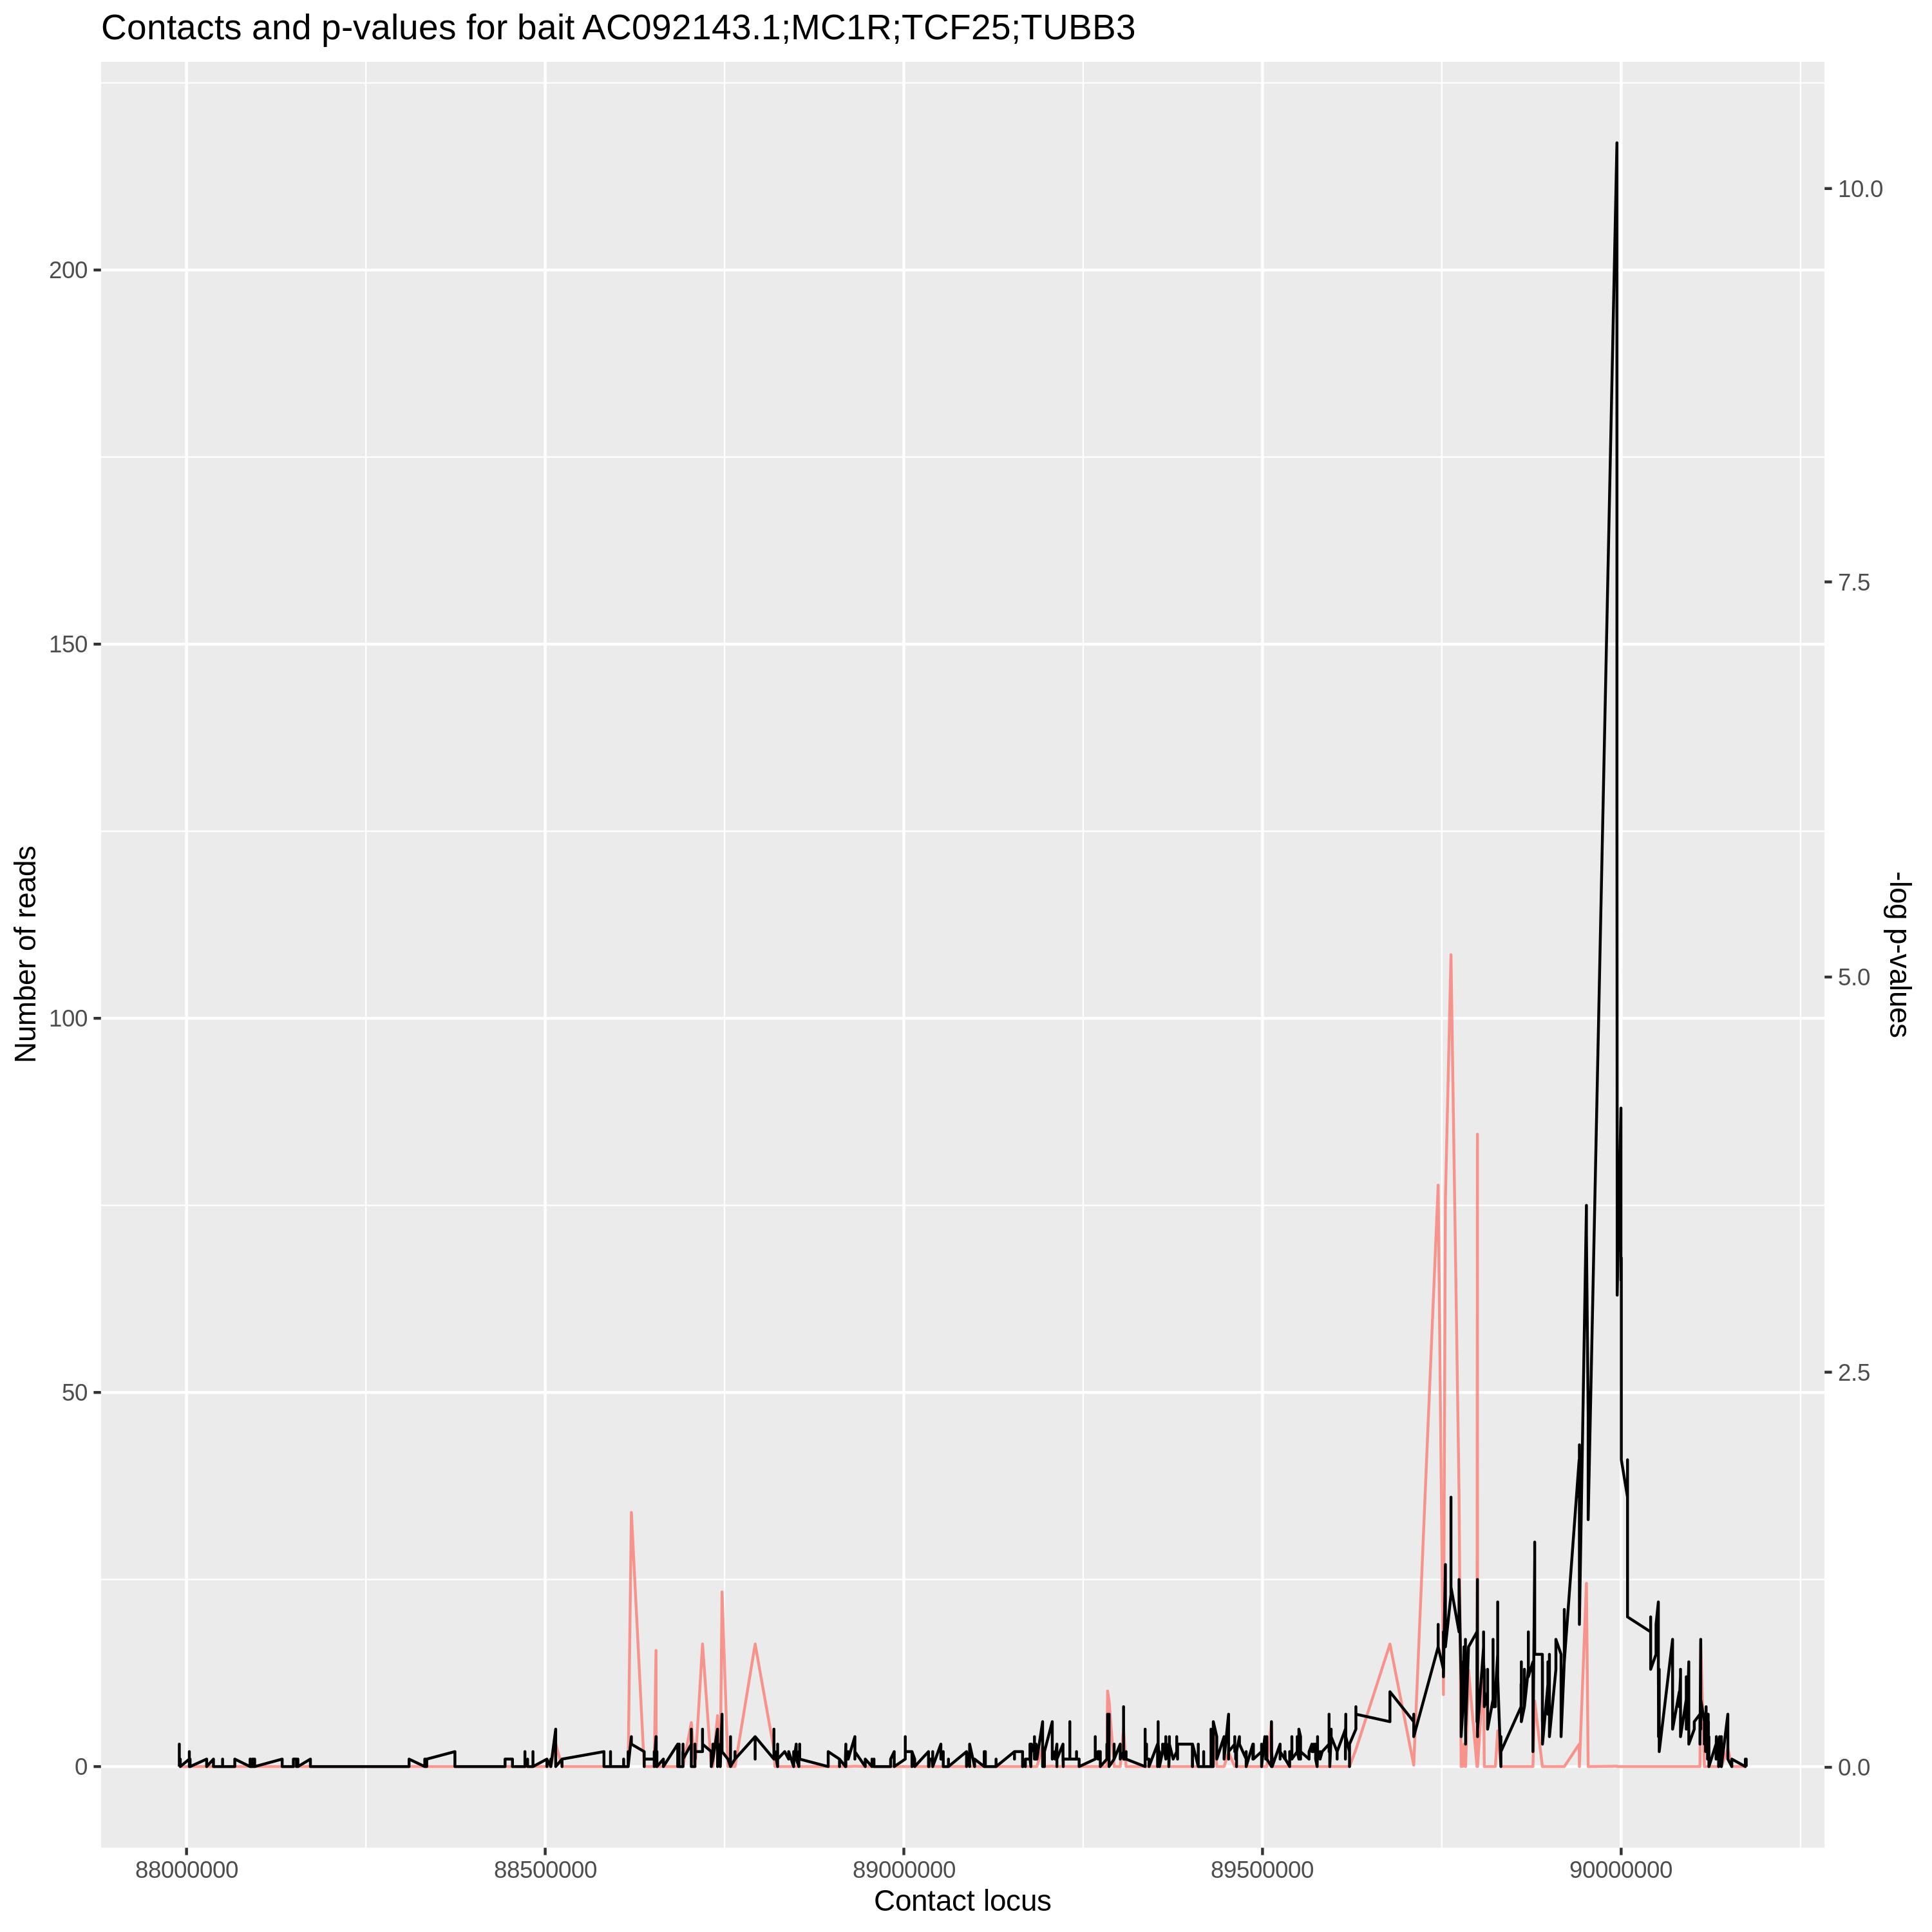 Contacts and p-values for bait AC092143.1;MC1R;TCF25;TUBB3
Number of reads
200
150
100
50
0
10.0
7.5
5.0
2.5
0.0
-log p-values
88000000 88500000 89000000 89500000 90000000
Contact locus